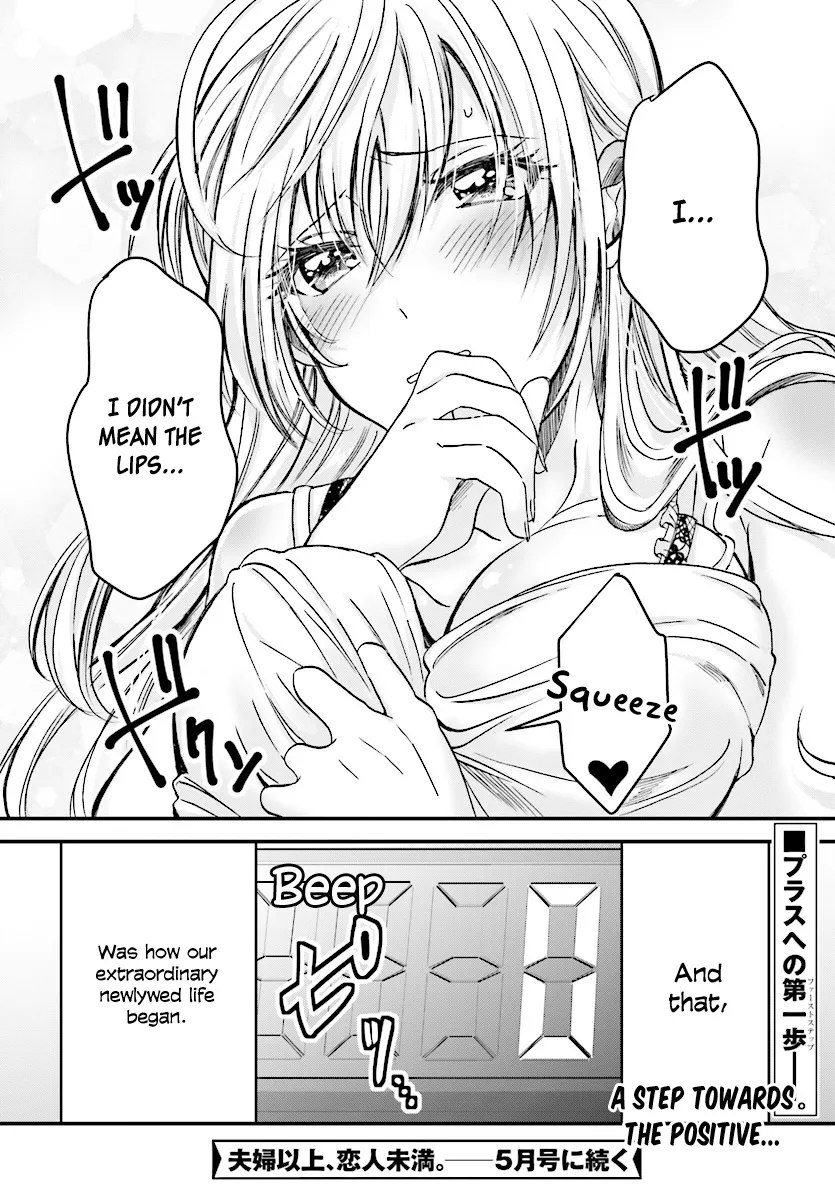 I...
ドッ
I DIDN'T
MEAN THE
LIPS...
ドッ
ドクン
Squeeze
♥
■プラスへの第一歩──。
ファーストステップ
And
that,
Beep
ピッ
Was how our
extraordinary
newlywed life
began.
A STEP TOWARDS
THE POSITIVE...
夫婦以上、恋人未満。──5月号に続く